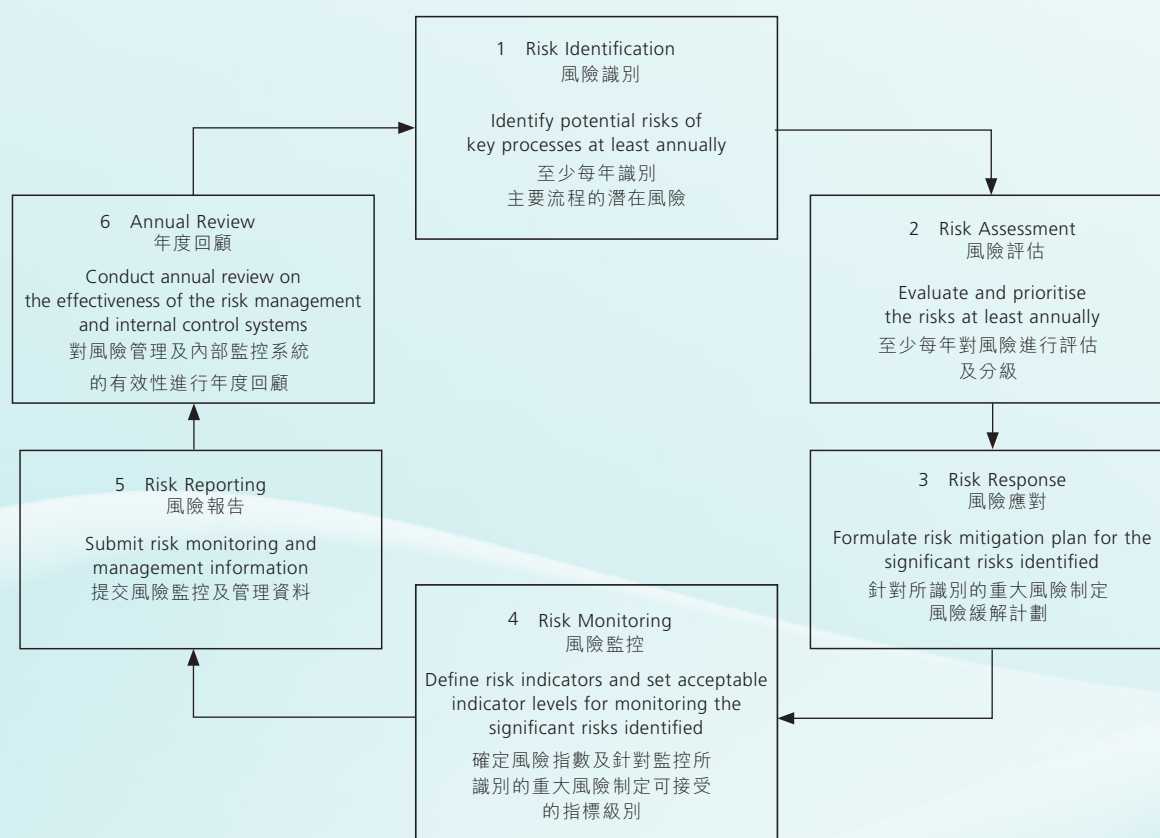 1 Risk Identification
風險識別
Identify potential risks of
key processes at least annually
至少每年識別
主要流程的潛在風險
2 Risk Assessment
風險評估
Evaluate and prioritise
the risks at least annually
至少每年對風險進行評估
及分級
3 Risk Response
風險應對
Formulate risk mitigation plan for the
significant risks identified
針對所識別的重大風險制定
風險緩解計劃
4 Risk Monitoring
風險監控
Define risk indicators and set acceptable
indicator levels for monitoring the
significant risks identified
確定風險指數及針對監控所
識別的重大風險制定可接受
的指標級別
5 Risk Reporting
風險報告
Submit risk monitoring and
management information
提交風險監控及管理資料
6 Annual Review
年度回顧
Conduct annual review on
the effectiveness of the risk management
and internal control systems
對風險管理及內部監控系統
的有效性進行年度回顧